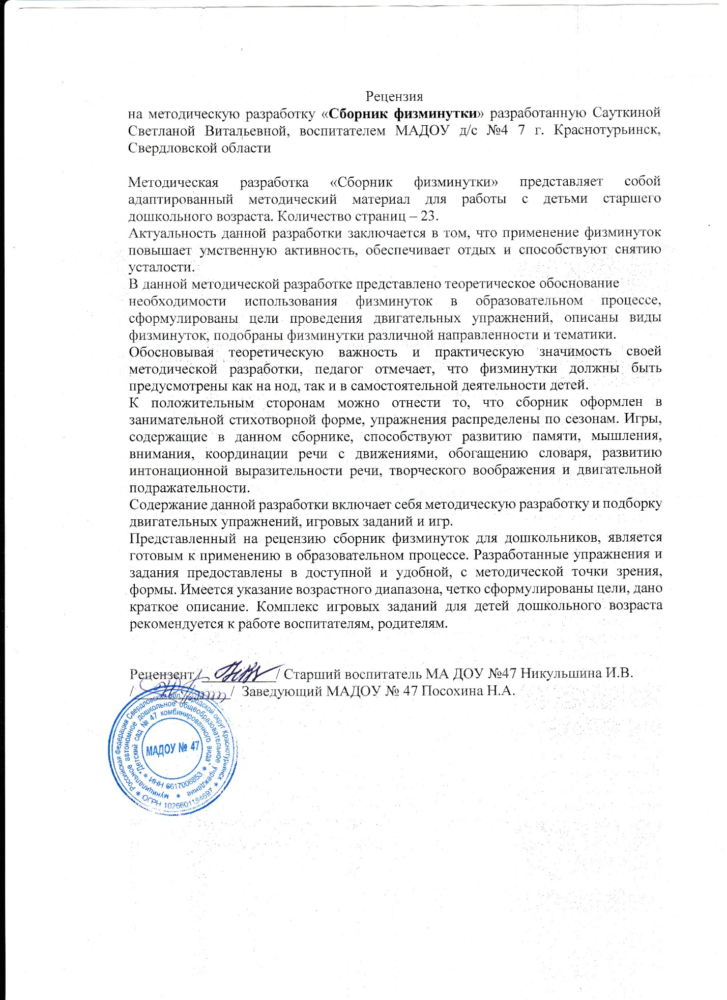 Рецензия
на методическую разработку «Сборник физминутки» разработанную Сауткиной
Светланой Витальевной, воспитателем МАДОУ д/с №4 7 г. Краснотурьинск,
Свердловской области
Методическая разработка «Сборник физминутки» представляет собой
адаптированный методический материал для работы с детьми старшего
дошкольного возраста. Количество страниц – 23.
Актуальность данной разработки заключается в том, что применение физминуток
повышает умственную активность, обеспечивает отдых и способствуют снятию
усталости.
В данной методической разработке представлено теоретическое обоснование
необходимости использования физминуток в образовательном процессе,
сформулированы цели проведения двигательных упражнений, описаны виды
физминуток, подобраны физминутки различной направленности и тематики.
Обосновывая теоретическую важность и практическую значимость своей
методической разработки, педагог отмечает, что физминутки должны быть
предусмотрены как на нод, так и в самостоятельной деятельности детей.
К положительным сторонам можно отнести то, что сборник оформлен в
занимательной стихотворной форме, упражнения распределены по сезонам. Игры,
содержащие в данном сборнике, способствуют развитию памяти, мышления,
внимания, координации речи с движениями, обогащению словаря, развитию
интонационной выразительности речи, творческого воображения и двигательной
подражательности.
Содержание данной разработки включает себя методическую разработку и подборку
двигательных упражнений, игровых заданий и игр.
Представленный на рецензию сборник физминуток для дошкольников, является
готовым к применению в образовательном процессе. Разработанные упражнения и
задания предоставлены в доступной и удобной, с методической точки зрения,
формы. Имеется указание возрастного диапазона, четко сформулированы цели, дано
краткое описание. Комплекс игровых заданий для детей дошкольного возраста
рекомендуется к работе воспитателям, родителям.
Рецензент /__________/ Старший воспитатель МА ДОУ №47 Никульшина И.В.
/_____________/ Заведующий МАДОУ № 47 Посохина Н.А.
Российская Федерация Свердловская обл., городской округ Краснотурьинск
* ОГРН 1026601184697 *
муниципальное автономное дошкольное общеобразовательное учреждение *
"Детский сад № 47 комбинированного вида"
* ИНН 6617006853 *
МАДОУ № 47